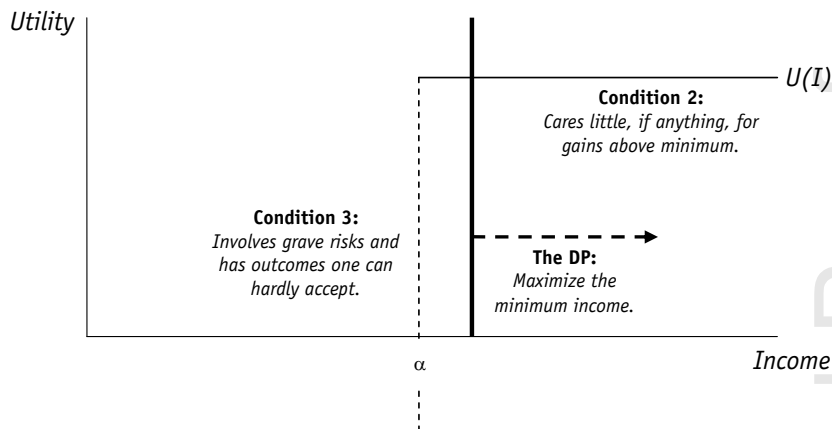 Utility
U(I)
Condition 2:
Cares little, if anything, for
gains above minimum.
Condition 3:
Involves grave risks and
has outcomes one can
hardly accept.
The DP:
Maximize the
minimum income.
α
Income